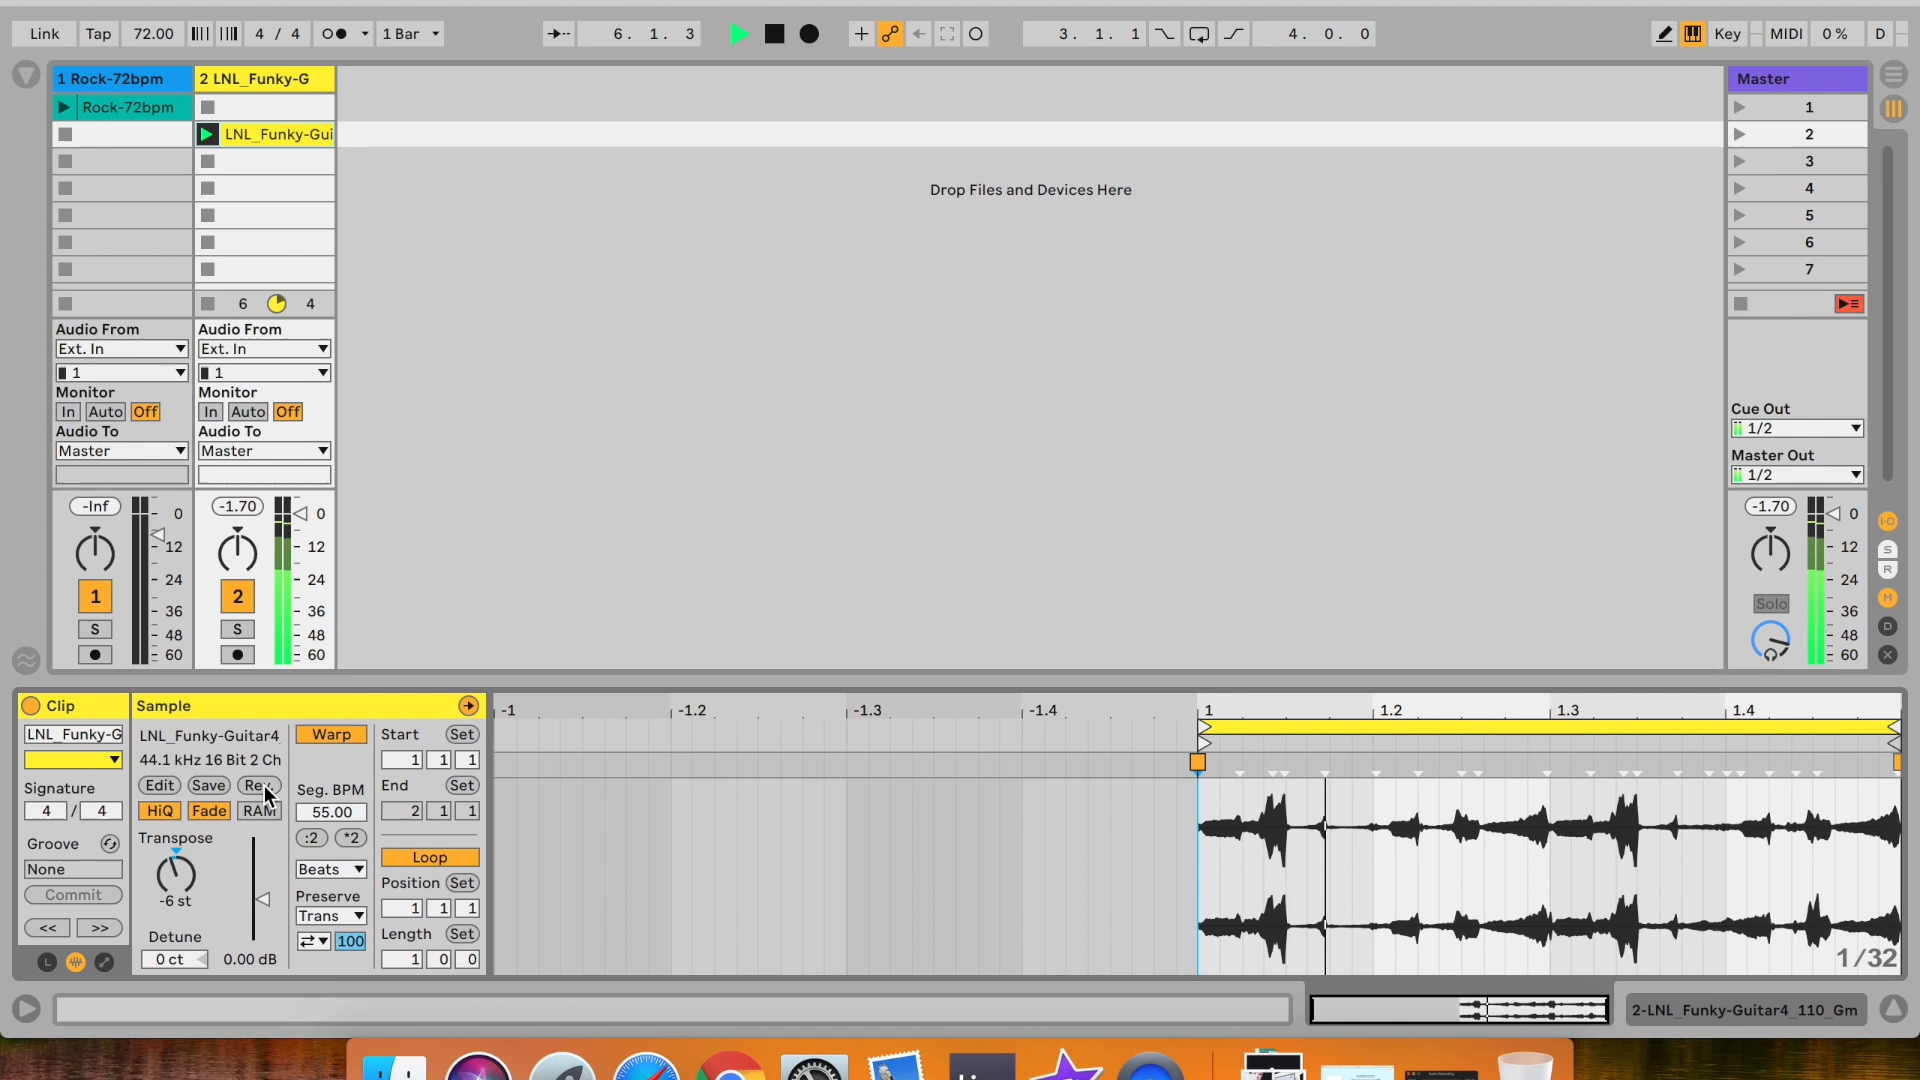 Link Tap 72.00 4 / 4 1 Bar 6. 1. 3 3. 1. 1 4. 0. 0 Key MIDI 0 % D
1 Rock-72bpm 2 LNL_Funky-G Master
Rock-72bpm 1
LNL_Funky-Gui 2
3
Drop Files and Devices Here 4
5
6
7
6 4
Audio From Audio From
Ext. In Ext. In
1 1
Monitor Monitor
In Auto Off In Auto Off Cue Out
Audio To Audio To 1/2
Master Master Master Out
1/2
-Inf 0 -1.70 0 -1.70 0
12 12 12
24 24 24
1 36 2 36 Solo 36
S 48 S 48 48
60 60 60
I-O
S
R
M
D
X
Clip Sample -1 -1.2 -1.3 -1.4 1 1.2 1.3 1.4
LNL_Funky-G LNL_Funky-Guitar4 Warp Start Set
44.1 kHz 16 Bit 2 Ch 1 1 1
Signature Edit Save Seg. BPM End Set
4 / 4 HiQ Fade RAM 55.00 2 1 1
Groove Transpose :2 *2 Loop
None Beats Position Set
Commit -6 st Preserve 1 1 1
<< >> Detune Trans Length Set
L 0 ct 0.00 dB 100 1 0 0
1/32
2-LNL_Funky-Guitar4_110_Gm